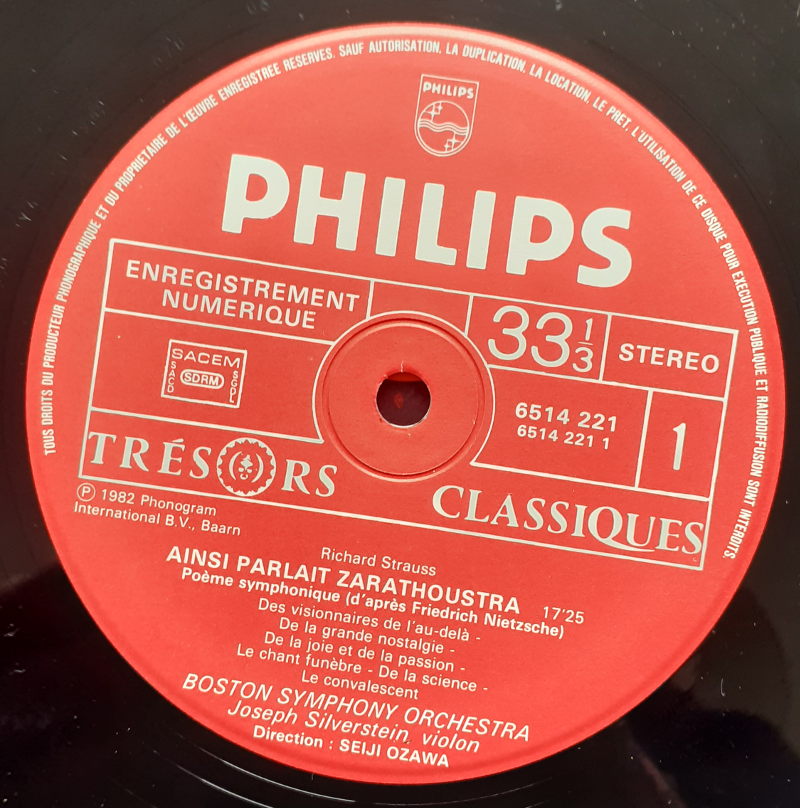 TOUS DROITS DU PRODUCTEUR PHONOGRAPHIQUE ET DU PROPRIETAIRE DE L'ŒUVRE ENREGISTREE RESERVES. SAUF AUTORISATION, LA DUPLICATION, LA LOCATION, LE PRET, L'UTILISATION DE CE DISQUE POUR EXECUTION PUBLIQUE ET RADIODIFFUSION SONT INTERDITS.
PHILIPS
PHILIPS
ENREGISTREMENT
NUMERIQUE
33 1/3
STEREO
SACEM
SACD
SDRM
SGDL
6514 221
6514 221 1
1
TRÉSORS
CLASSIQUES
Ⓟ 1982 Phonogram
International B.V., Baarn
Richard Strauss
AINSI PARLAIT ZARATHOUSTRA 17'25
Poème symphonique (d'après Friedrich Nietzsche)
Des visionnaires de l'au-delà -
De la grande nostalgie -
De la joie et de la passion -
Le chant funèbre - De la science -
Le convalescent
BOSTON SYMPHONY ORCHESTRA
Joseph Silverstein, violon
Direction : SEIJI OZAWA